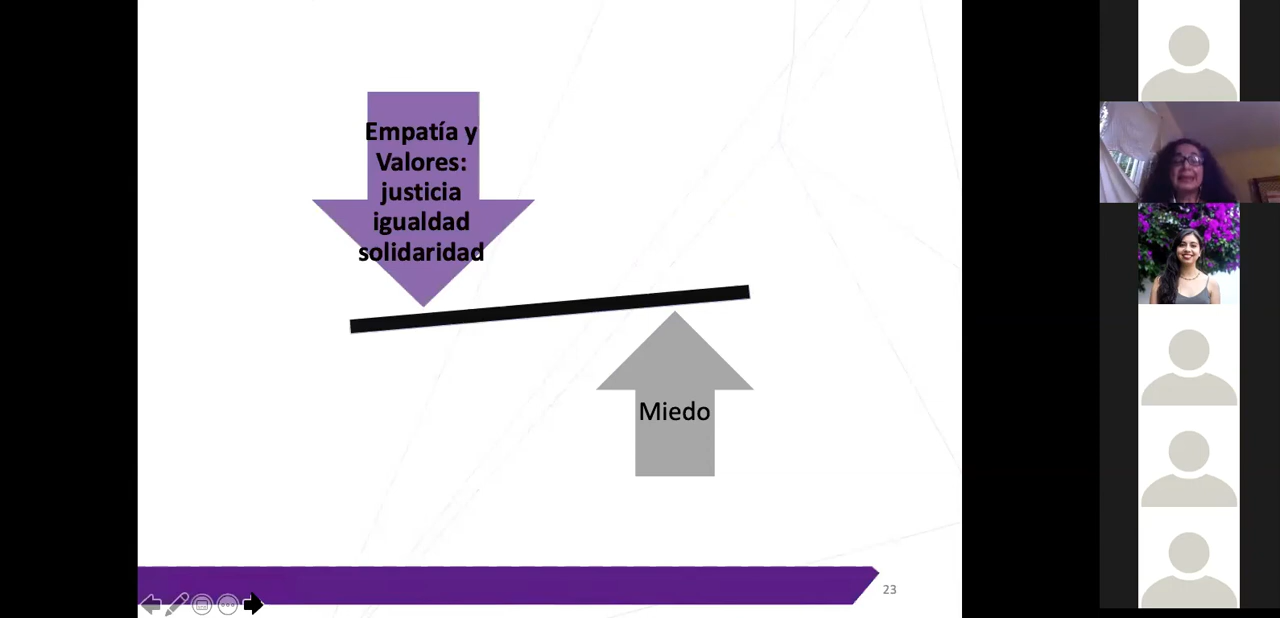 Empatía y
Valores:
justicia
igualdad
solidaridad
Miedo
23